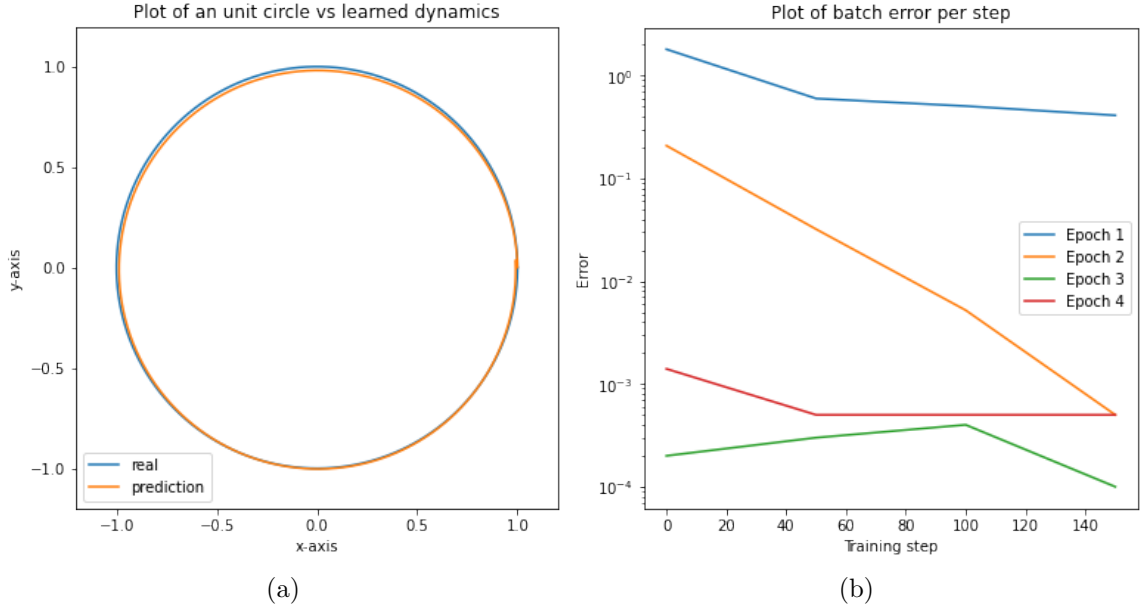 Plot of an unit circle vs learned dynamics
1.0
0.5
0.0
−0.5
−1.0
y-axis
real
prediction
−1.0 −0.5 0.0 0.5 1.0
x-axis
(a)
Plot of batch error per step
10⁰
10⁻¹
10⁻²
10⁻³
10⁻⁴
Error
Epoch 1
Epoch 2
Epoch 3
Epoch 4
0 20 40 60 80 100 120 140
Training step
(b)